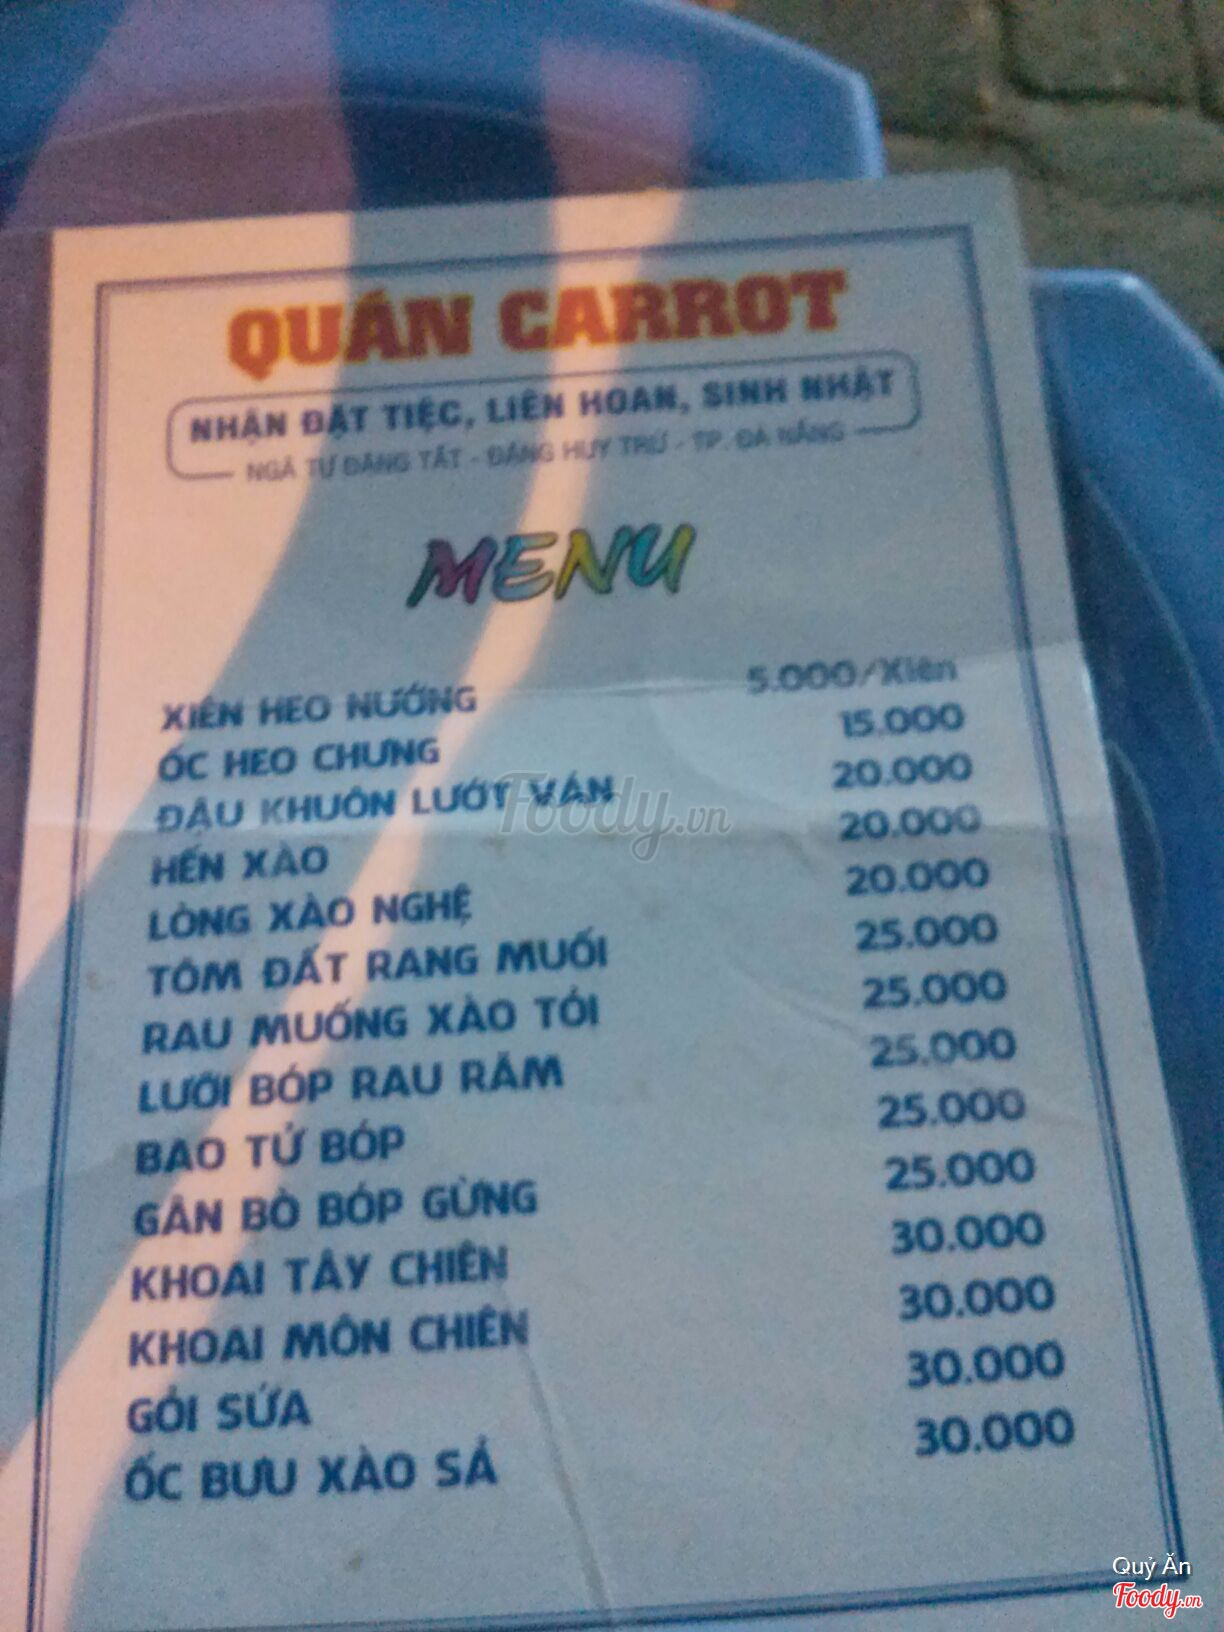 QUÁN CARROT
NHẬN ĐẶT TIỆC, LIÊN HOAN, SINH NHẬT
NGÃ TƯ ĐẶNG TẤT - ĐẶNG HUY TRỨ - TP. ĐÀ NẴNG
MENU
XIÊN HEO NƯỚNG 5.000/Xiên
ỐC HEO CHƯNG 15.000
ĐẬU KHUÔN LƯỚT VÁN 20.000
HẾN XÀO 20.000
LÒNG XÀO NGHỆ 20.000
TÔM ĐẤT RANG MUỐI 25.000
RAU MUỐNG XÀO TỎI 25.000
LƯỠI BÓP RAU RĂM 25.000
BAO TỬ BÓP 25.000
GÂN BÒ BÓP GỪNG 25.000
KHOAI TÂY CHIÊN 30.000
KHOAI MÔN CHIÊN 30.000
GỎI SỨA 30.000
ỐC BƯU XÀO SẢ 30.000
Foody.vn
Quỷ Ăn
Foody.vn